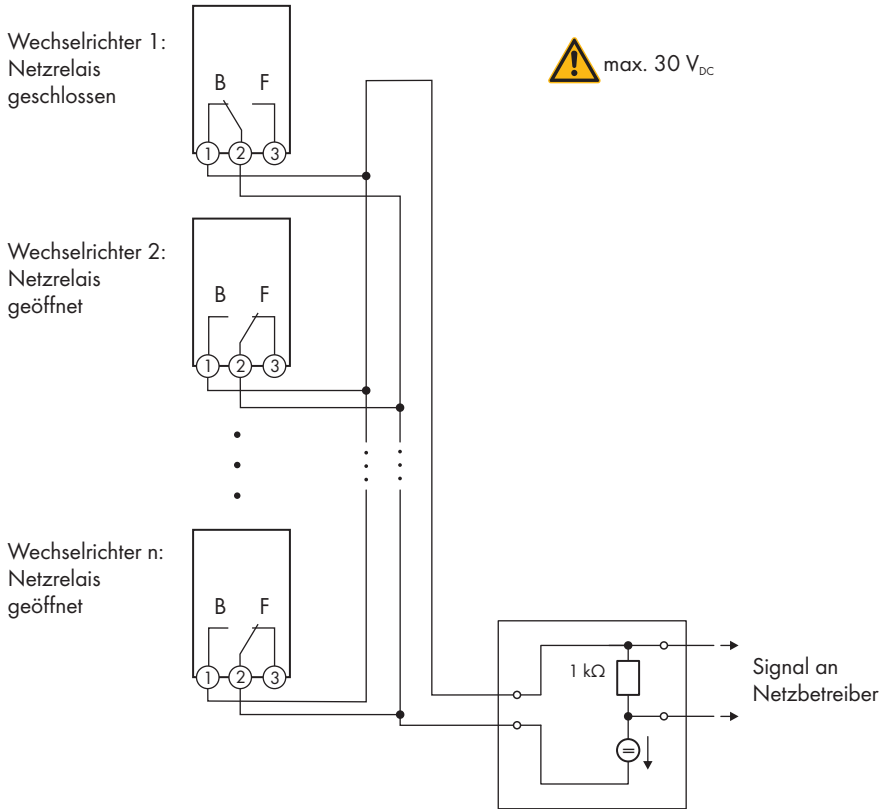 Wechselrichter 1:
Netzrelais
geschlossen
B F
1 2 3
max. 30 V_DC
Wechselrichter 2:
Netzrelais
geöffnet
B F
1 2 3
Wechselrichter n:
Netzrelais
geöffnet
B F
1 2 3
1 kΩ
Signal an
Netzbetreiber